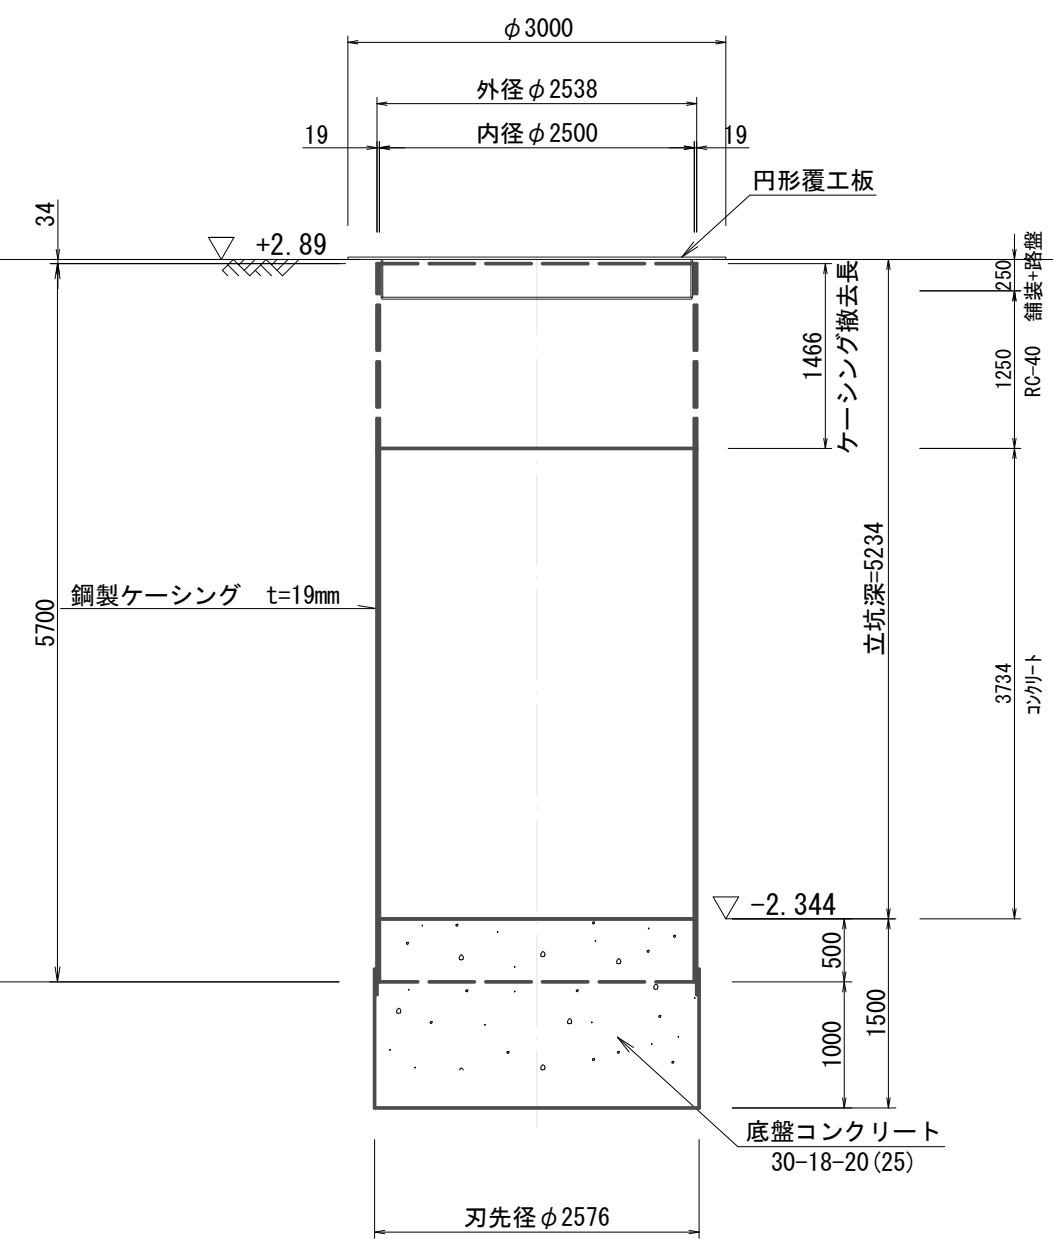 φ3000
外径φ2538
19
内径φ2500
19
円形覆工板
34
+2.89
250
舗装+路盤
1466
ケーシング撤去長
1250
RC-40
立坑深=5234
鋼製ケーシング t=19mm
5700
3734
コンクリート
-2.344
500
1500
1000
底盤コンクリート
30-18-20(25)
刃先径φ2576